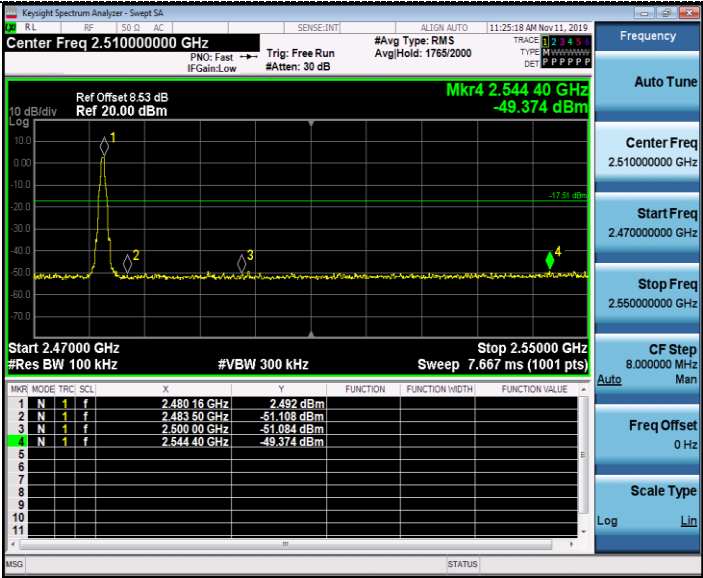 Keysight Spectrum Analyzer - Swept SA
RL RF 50 Ω AC SENSE:INT ALIGN AUTO 11:25:18 AM Nov 11, 2019
Center Freq 2.510000000 GHz
PNO: Fast
IFGain:Low
Trig: Free Run
#Atten: 30 dB
#Avg Type: RMS
Avg|Hold: 1765/2000
TRACE 1 2 3 4 5 6
TYPE M W W W W W
DET P P P P P P
Mkr4 2.544 40 GHz
-49.374 dBm
Ref Offset 8.53 dB
10 dB/div Ref 20.00 dBm
Log
10.0
0.00
-10.0
-20.0
-30.0
-40.0
-50.0
-60.0
-70.0
1
2
3
4
-17.51 dBm
Start 2.47000 GHz Stop 2.55000 GHz
#Res BW 100 kHz #VBW 300 kHz Sweep 7.667 ms (1001 pts)
MKR MODE TRC SCL X Y FUNCTION FUNCTION WIDTH FUNCTION VALUE
1 N 1 f 2.480 16 GHz 2.492 dBm
2 N 1 f 2.483 50 GHz -51.108 dBm
3 N 1 f 2.500 00 GHz -51.084 dBm
4 N 1 f 2.544 40 GHz -49.374 dBm
5
6
7
8
9
10
11
MSG STATUS
Frequency
Auto Tune
Center Freq
2.510000000 GHz
Start Freq
2.470000000 GHz
Stop Freq
2.550000000 GHz
CF Step
8.000000 MHz
Auto Man
Freq Offset
0 Hz
Scale Type
Log Lin